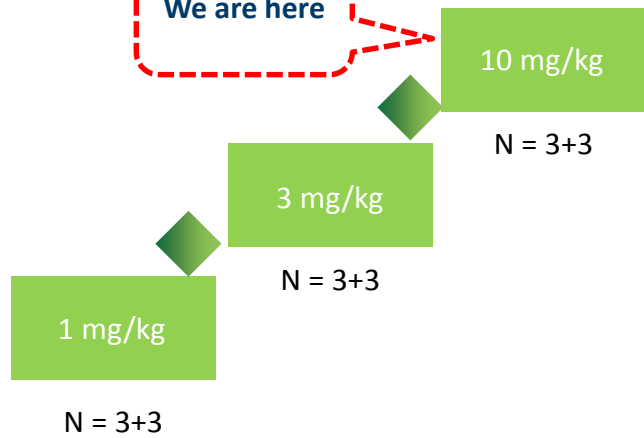 We are here
10 mg/kg
N = 3+3
3 mg/kg
N = 3+3
1 mg/kg
N = 3+3